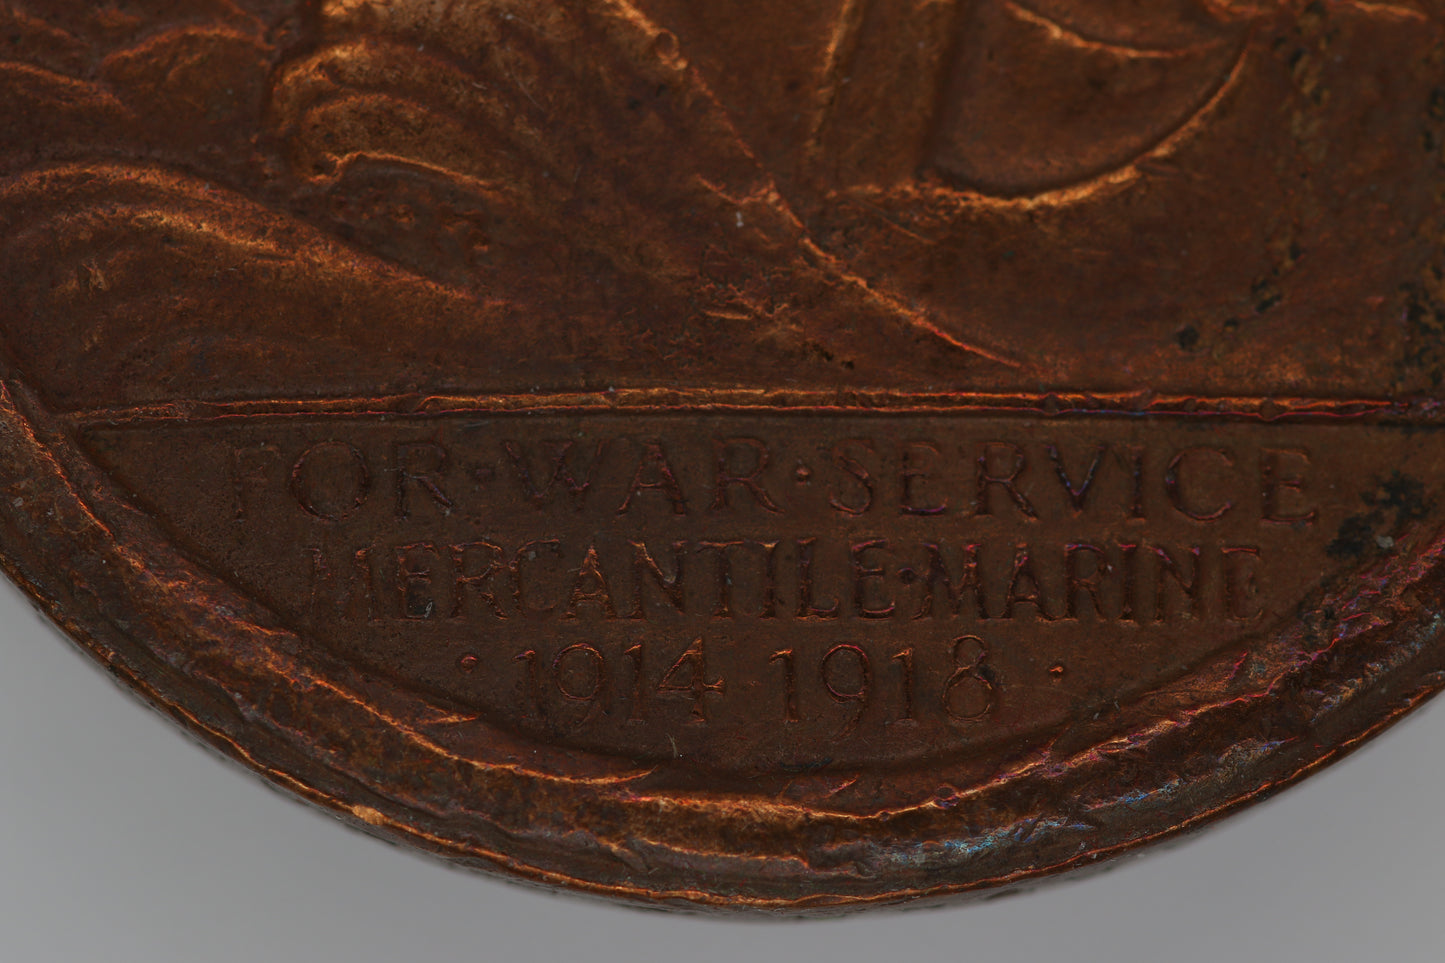 FOR·WAR·SERVICE
MERCANTILE·MARINE
· 1914 1918 ·